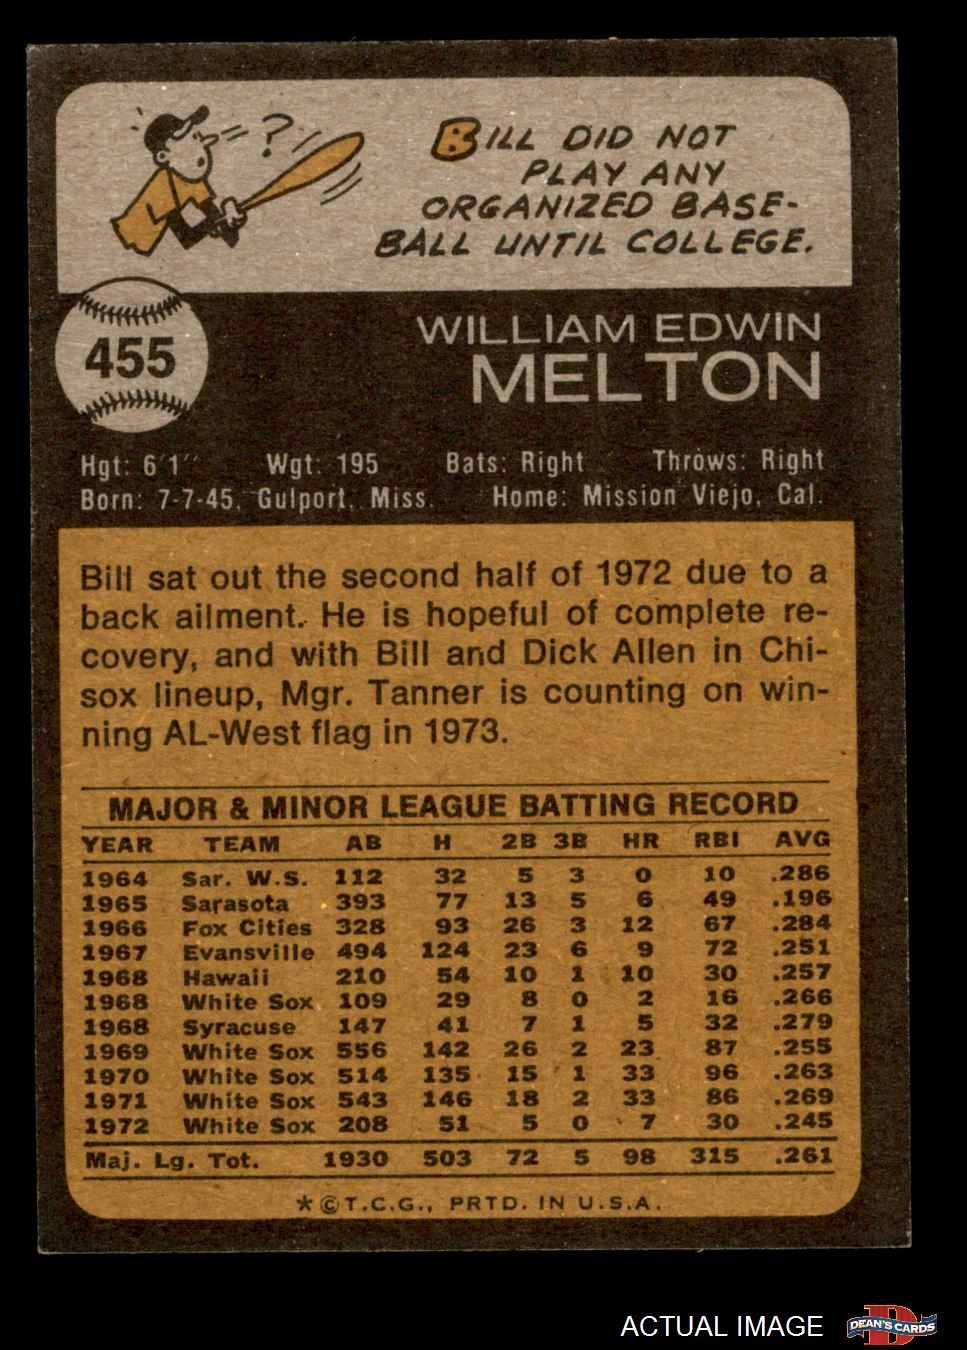 ?
BILL DID NOT
PLAY ANY
ORGANIZED BASE-
BALL UNTIL COLLEGE.
455
WILLIAM EDWIN
MELTON
Hgt: 6'1" Wgt: 195 Bats: Right Throws: Right
Born: 7-7-45, Gulport, Miss. Home: Mission Viejo, Cal.
Bill sat out the second half of 1972 due to a
back ailment. He is hopeful of complete re-
covery, and with Bill and Dick Allen in Chi-
sox lineup, Mgr. Tanner is counting on win-
ning AL-West flag in 1973.
MAJOR & MINOR LEAGUE BATTING RECORD
YEAR TEAM AB H 2B 3B HR RBI AVG
1964 Sar. W.S. 112 32 5 3 0 10 .286
1965 Sarasota 393 77 13 5 6 49 .196
1966 Fox Cities 328 93 26 3 12 67 .284
1967 Evansville 494 124 23 6 9 72 .251
1968 Hawaii 210 54 10 1 10 30 .257
1968 White Sox 109 29 8 0 2 16 .266
1968 Syracuse 147 41 7 1 5 32 .279
1969 White Sox 556 142 26 2 23 87 .255
1970 White Sox 514 135 15 1 33 96 .263
1971 White Sox 543 146 18 2 33 86 .269
1972 White Sox 208 51 5 0 7 30 .245
Maj. Lg. Tot. 1930 503 72 5 98 315 .261
*©T.C.G., PRTD. IN U.S.A.
ACTUAL IMAGE
D
DEAN'S CARDS